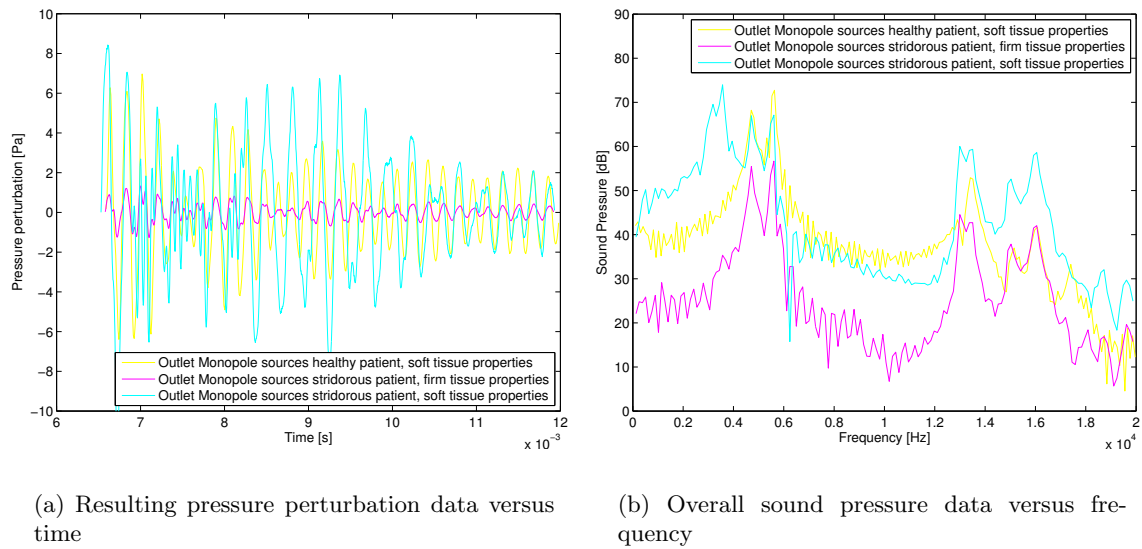 10
8
6
4
2
0
−2
−4
−6
−8
−10
Pressure perturbation [Pa]
Outlet Monopole sources healthy patient, soft tissue properties
Outlet Monopole sources stridorous patient, firm tissue properties
Outlet Monopole sources stridorous patient, soft tissue properties
6 7 8 9 10 11 12
Time [s]
x 10−3
90
80
70
60
50
40
30
20
10
0
Sound Pressure [dB]
Outlet Monopole sources healthy patient, soft tissue properties
Outlet Monopole sources stridorous patient, firm tissue properties
Outlet Monopole sources stridorous patient, soft tissue properties
0 0.2 0.4 0.6 0.8 1 1.2 1.4 1.6 1.8 2
Frequency [Hz]
x 10⁴
(a) Resulting pressure perturbation data versus
time
(b) Overall sound pressure data versus fre-
quency